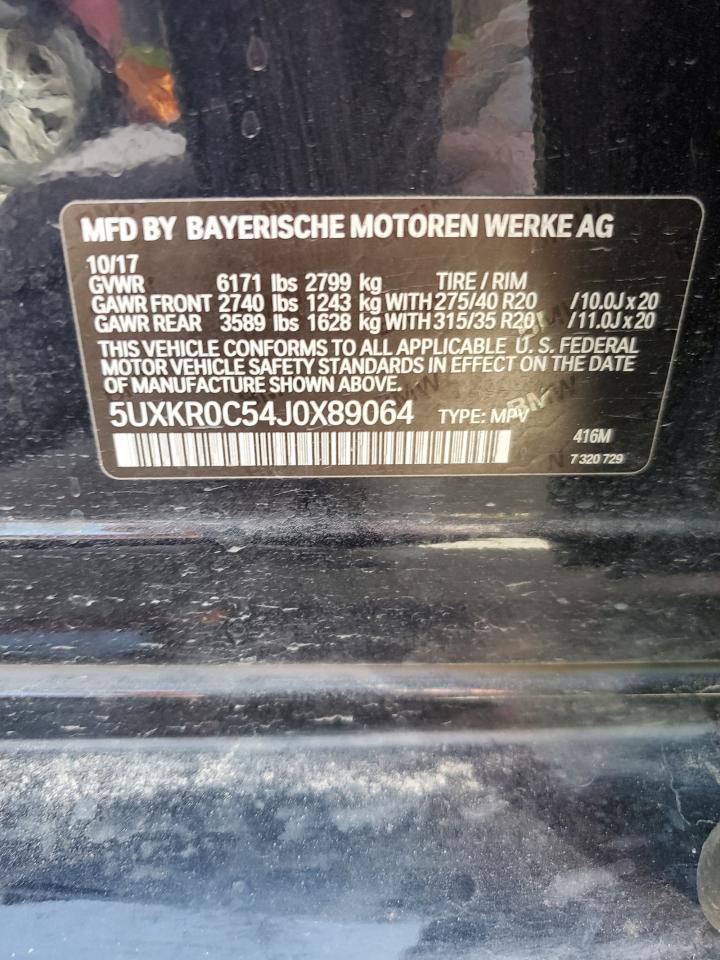 MFD BY BAYERISCHE MOTOREN WERKE AG
10/17
GVWR 6171 lbs 2799 kg TIRE / RIM
GAWR FRONT 2740 lbs 1243 kg WITH 275/40 R20 /10.0J x 20
GAWR REAR 3589 lbs 1628 kg WITH 315/35 R20 /11.0J x 20
THIS VEHICLE CONFORMS TO ALL APPLICABLE U. S. FEDERAL
MOTOR VEHICLE SAFETY STANDARDS IN EFFECT ON THE DATE
OF MANUFACTURE SHOWN ABOVE.
5UXKR0C54J0X89064 TYPE: MPV
416M
7 320 729